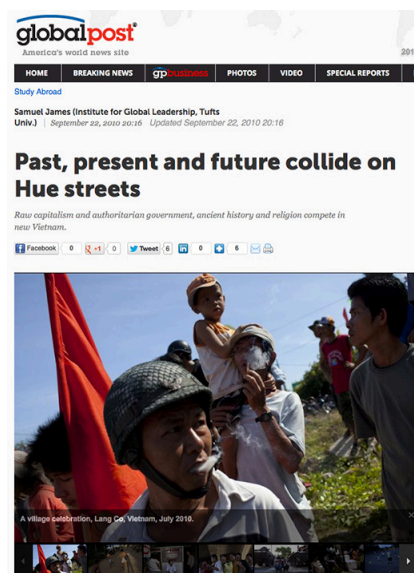 globalpost
America's world news site
201
HOME BREAKING NEWS gpbusiness PHOTOS VIDEO SPECIAL REPORTS
Study Abroad
Samuel James (Institute for Global Leadership, Tufts
Univ.) | September 22, 2010 20:16 Updated September 22, 2010 20:16
Past, present and future collide on
Hue streets
Raw capitalism and authoritarian government, ancient history and religion compete in
new Vietnam.
Facebook 0 +1 0 Tweet 6 in 0 6
A village celebration, Lang Co, Vietnam, July 2010.